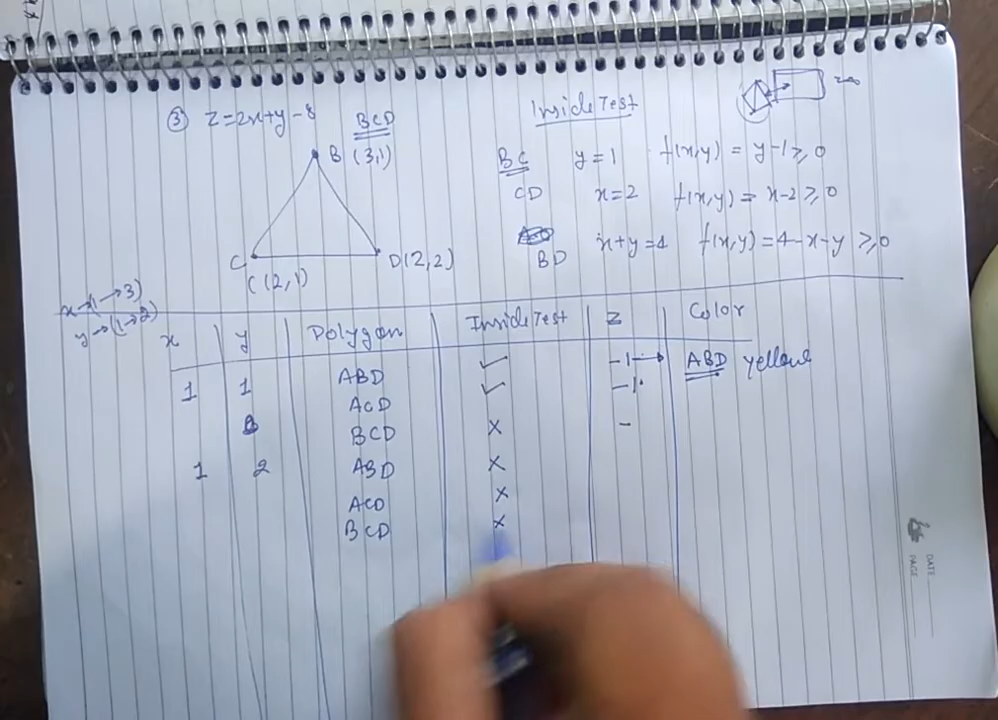 ③ z=2x+y-8
BCD
Inside Test
B (3,1)
C
C (2,1)
D(2,2)
BC y=1 f(x,y) = y-1 ≥ 0
CD x=2 f(x,y) = x-2 ≥ 0
BD x+y=4 f(x,y) = 4-x-y ≥ 0
x→(1→3)
y→(1→2)
x y Polygon Inside Test Z Color
1 1 ABD ✓ -1→ ABD yellow
ACD ✓ -1
BCD × -
1 2 ABD ×
ACD ×
BCD ×
DATE
PAGE